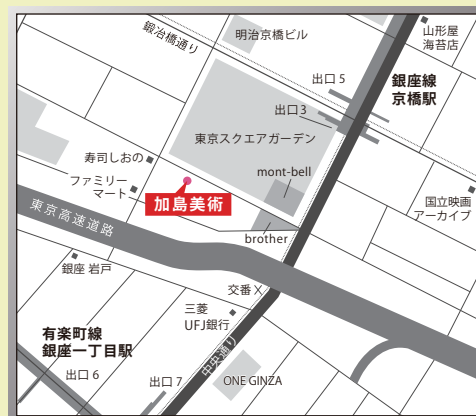 鍛冶橋通り
明治京橋ビル
山形屋
海苔店
出口 5
銀座線
京橋駅
出口3
東京スクエアガーデン
寿司しおの
mont-bell
ファミリー
マート
加島美術
国立映画
アーカイブ
東京高速道路
brother
銀座 岩戸
交番 X
三菱
UFJ銀行
有楽町線
銀座一丁目駅
中央通り
出口 6
出口 7
ONE GINZA